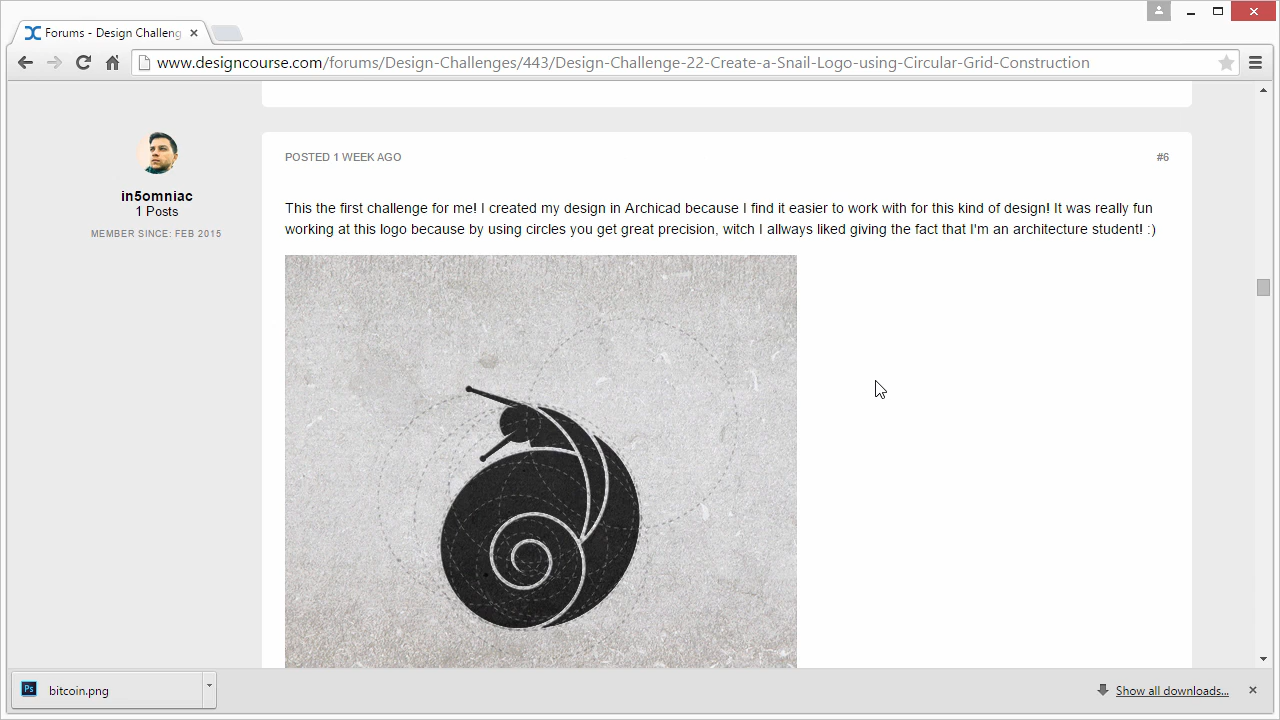 Forums - Design Challeng
www.designcourse.com/forums/Design-Challenges/443/Design-Challenge-22-Create-a-Snail-Logo-using-Circular-Grid-Construction
in5omniac
1 Posts
MEMBER SINCE: FEB 2015
POSTED 1 WEEK AGO
#6
This the first challenge for me! I created my design in Archicad because I find it easier to work with for this kind of design! It was really fun
working at this logo because by using circles you get great precision, witch I allways liked giving the fact that I'm an architecture student! :)
Ps
bitcoin.png
Show all downloads...